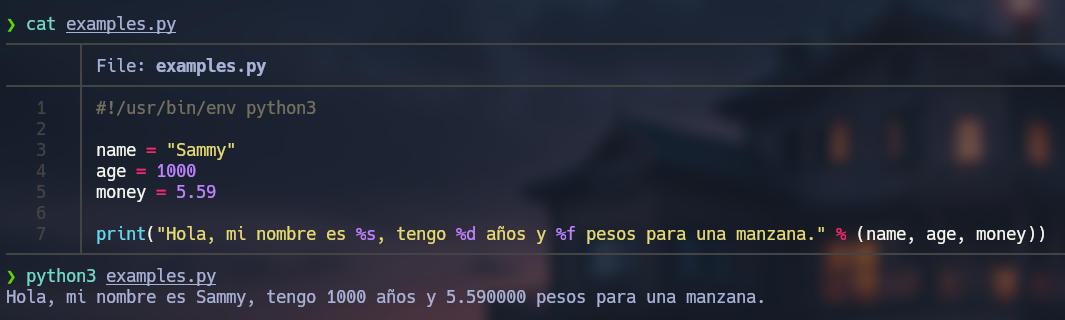 ❯ cat examples.py
File: examples.py
1 #!/usr/bin/env python3
2
3 name = "Sammy"
4 age = 1000
5 money = 5.59
6
7 print("Hola, mi nombre es %s, tengo %d años y %f pesos para una manzana." % (name, age, money))
❯ python3 examples.py
Hola, mi nombre es Sammy, tengo 1000 años y 5.590000 pesos para una manzana.